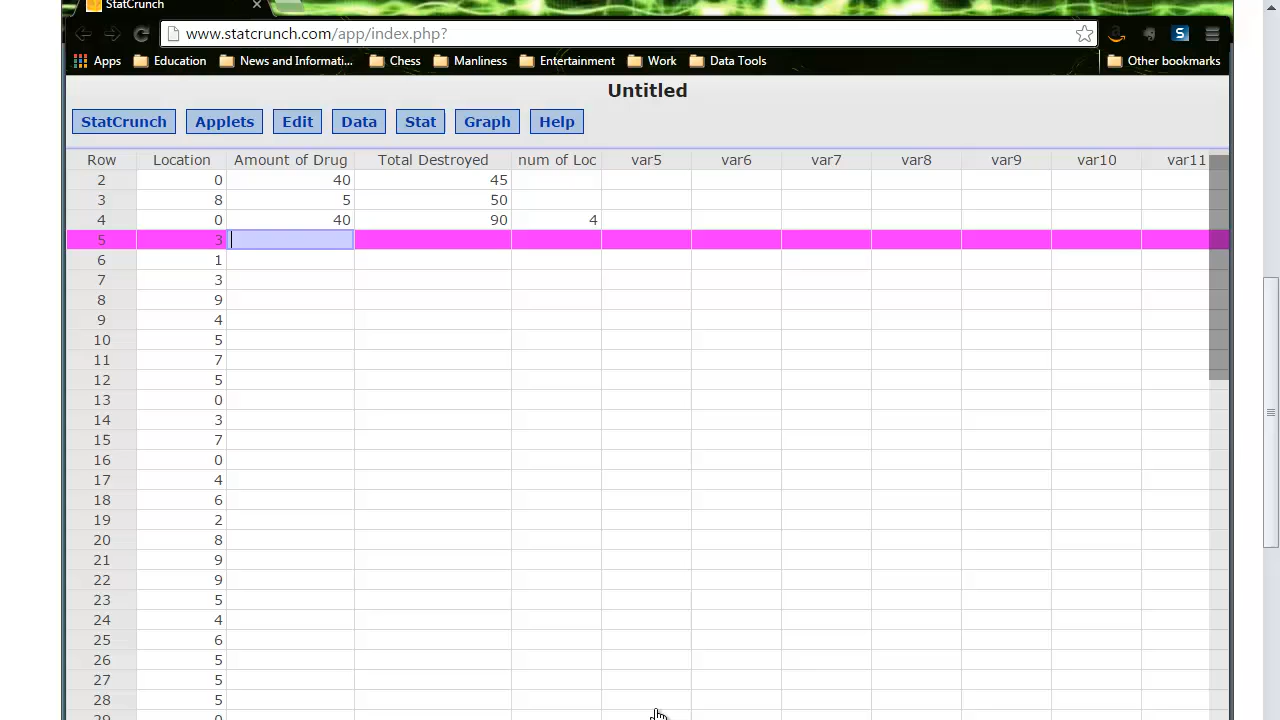 StatCrunch
www.statcrunch.com/app/index.php?
Apps Education News and Informati... Chess Manliness Entertainment Work Data Tools Other bookmarks
Untitled
StatCrunch Applets Edit Data Stat Graph Help
Row Location Amount of Drug Total Destroyed num of Loc var5 var6 var7 var8 var9 var10 var11
2 0 40 45
3 8 5 50
4 0 40 90 4
5 3
6 1
7 3
8 9
9 4
10 5
11 7
12 5
13 0
14 3
15 7
16 0
17 4
18 6
19 2
20 8
21 9
22 9
23 5
24 4
25 6
26 5
27 5
28 5
29 0